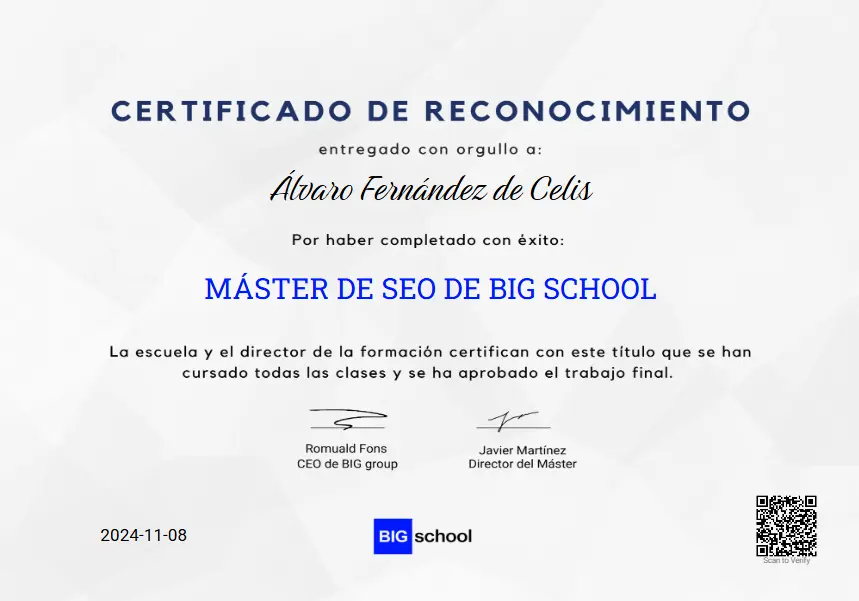 CERTIFICADO DE RECONOCIMIENTO
entregado con orgullo a:
Álvaro Fernández de Celis
Por haber completado con éxito:
MÁSTER DE SEO DE BIG SCHOOL
La escuela y el director de la formación certifican con este título que se han
cursado todas las clases y se ha aprobado el trabajo final.
Romuald Fons
CEO de BIG group
Javier Martínez
Director del Máster
2024-11-08
BIG school
Scan to Verify